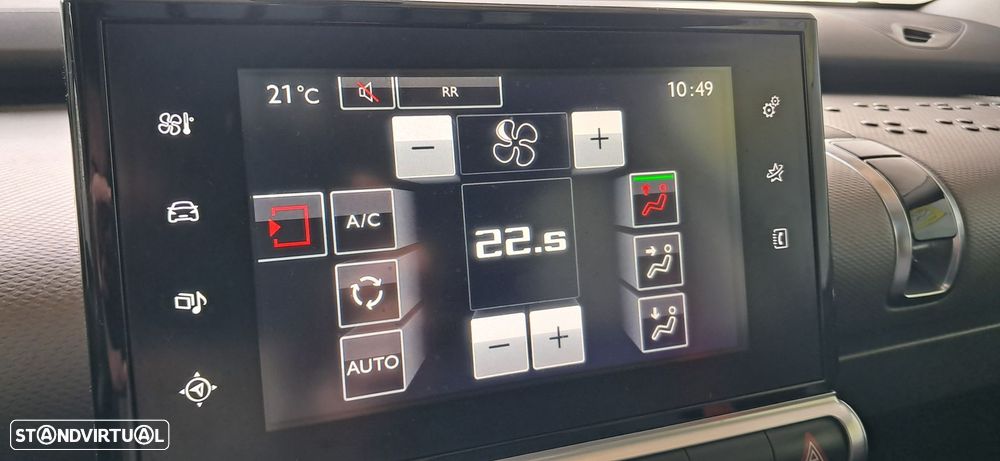 21°C
RR
10:49
− +
A/C
22.5
AUTO
− +
STANDVIRTUAL